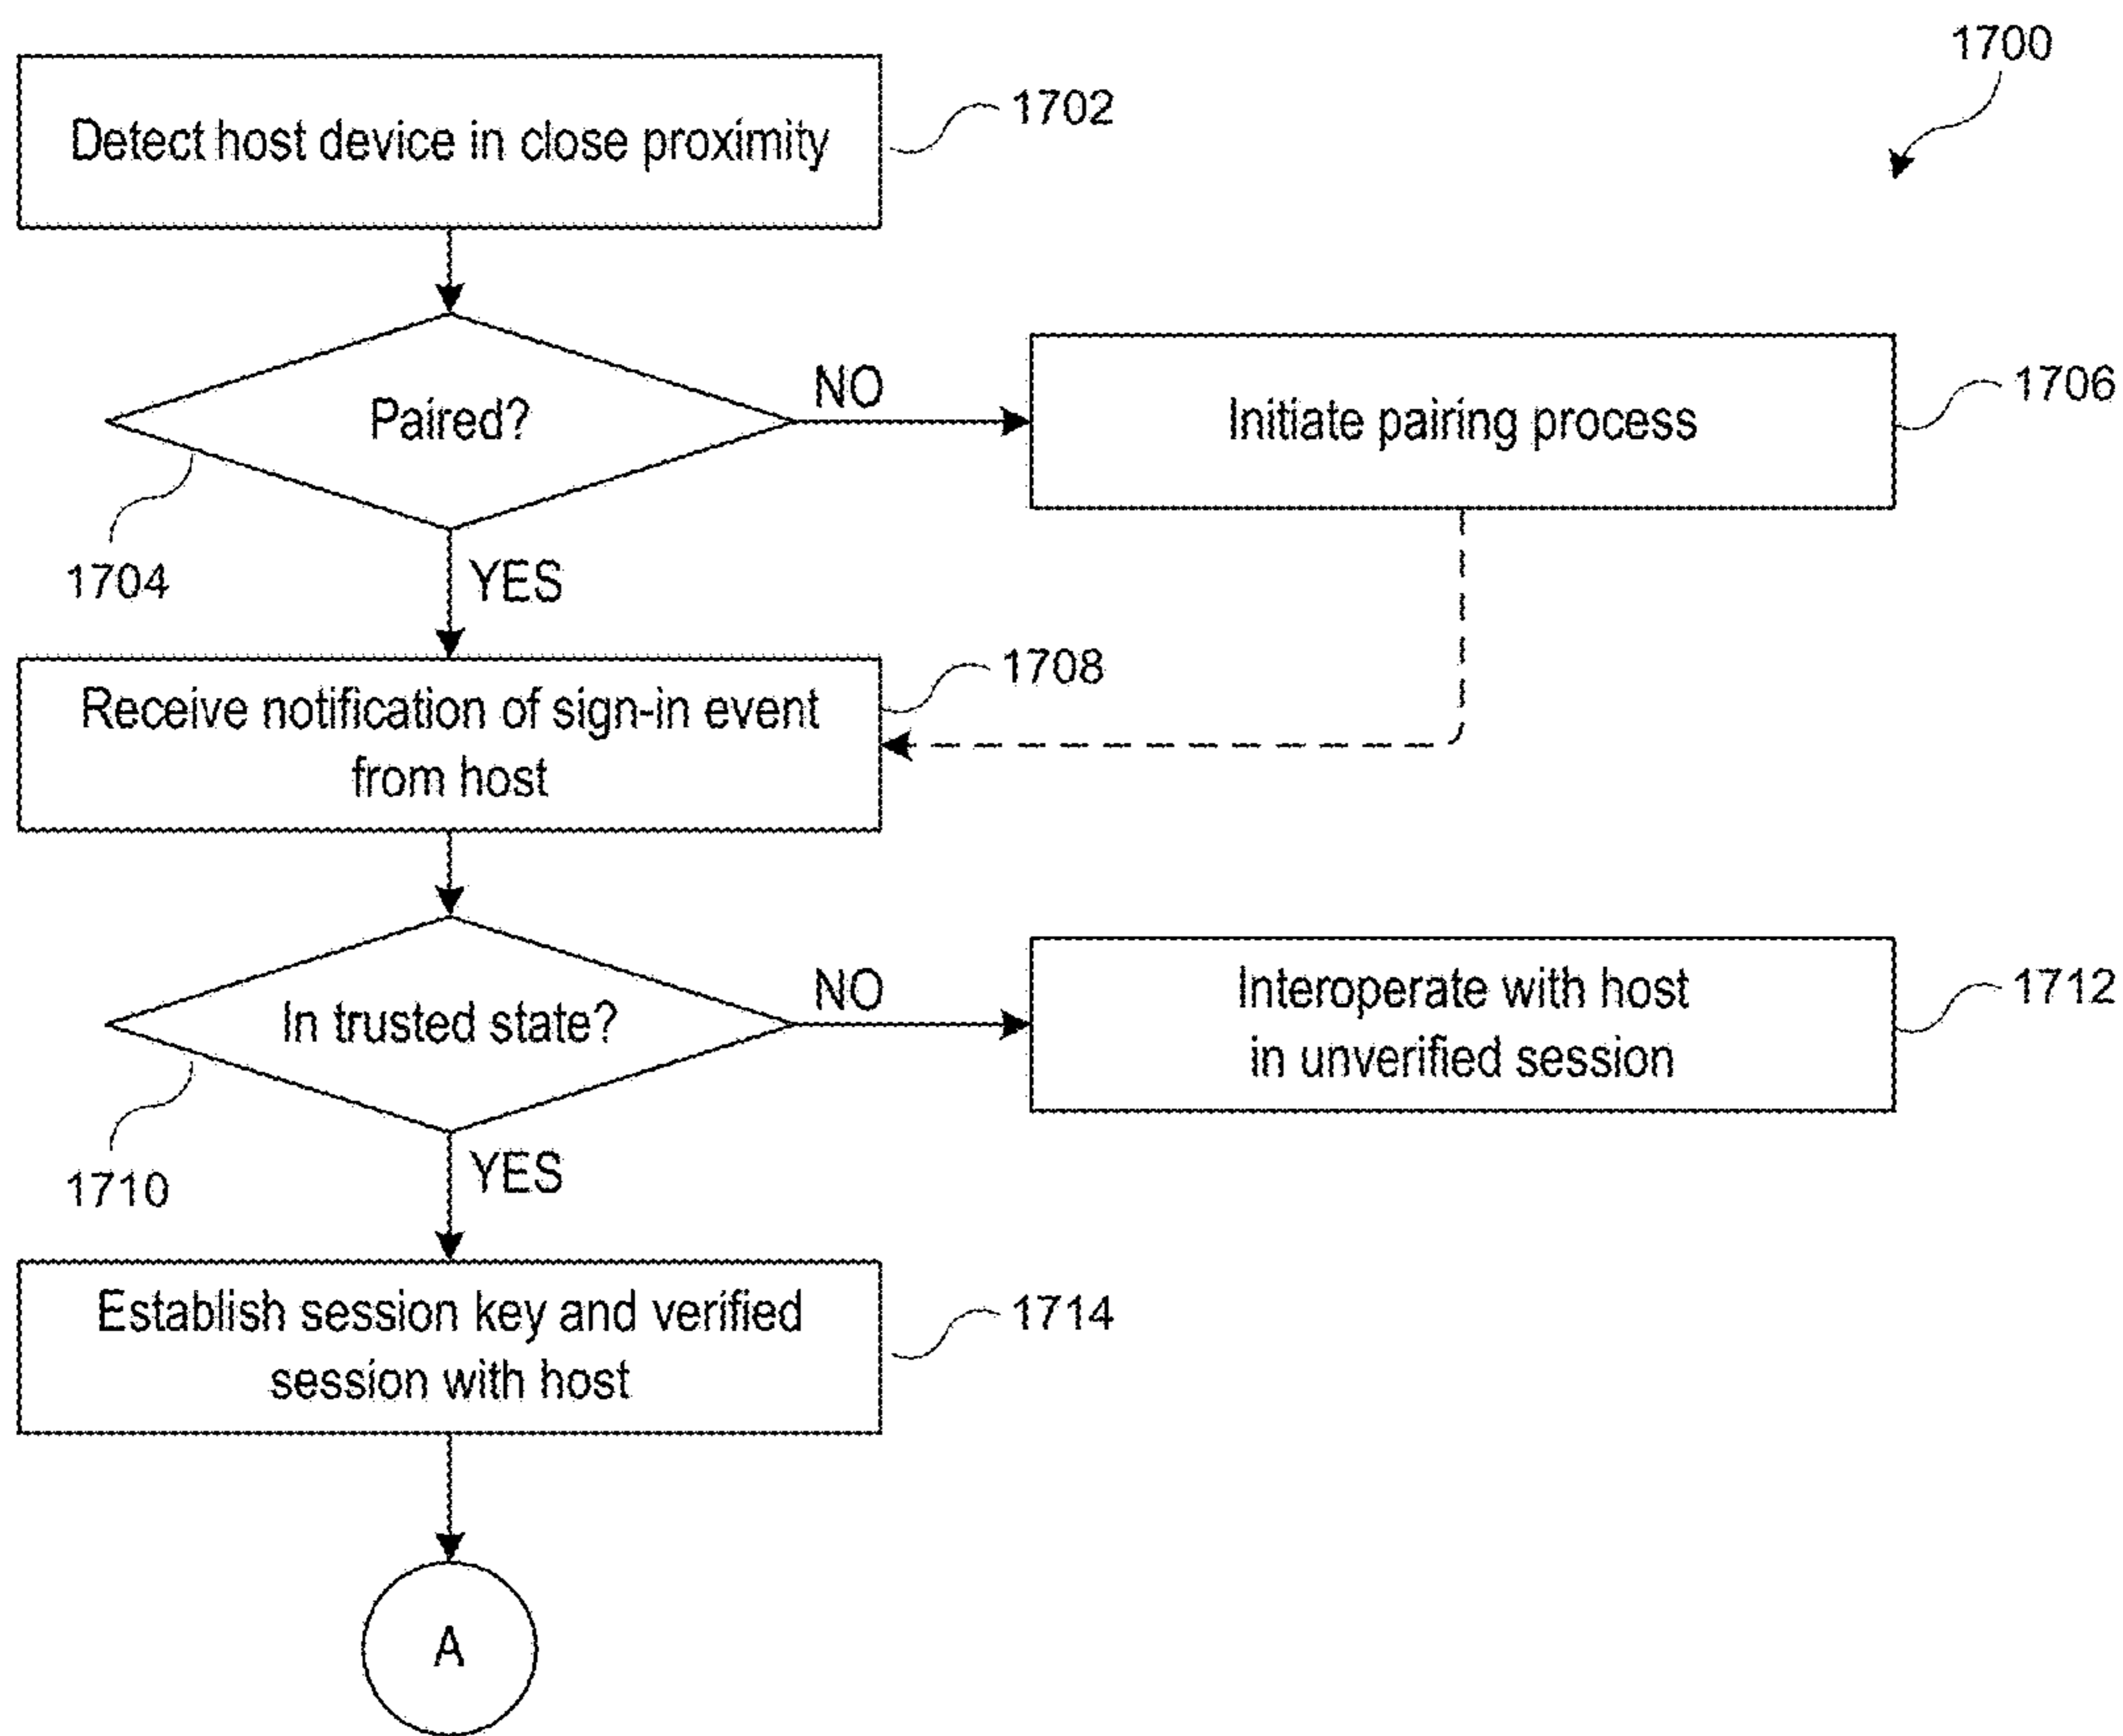 1700
Detect host device in close proximity
1702
Paired?
NO
Initiate pairing process
1706
1704
YES
Receive notification of sign-in event
from host
1708
In trusted state?
NO
Interoperate with host
in unverified session
1712
1710
YES
Establish session key and verified
session with host
1714
A